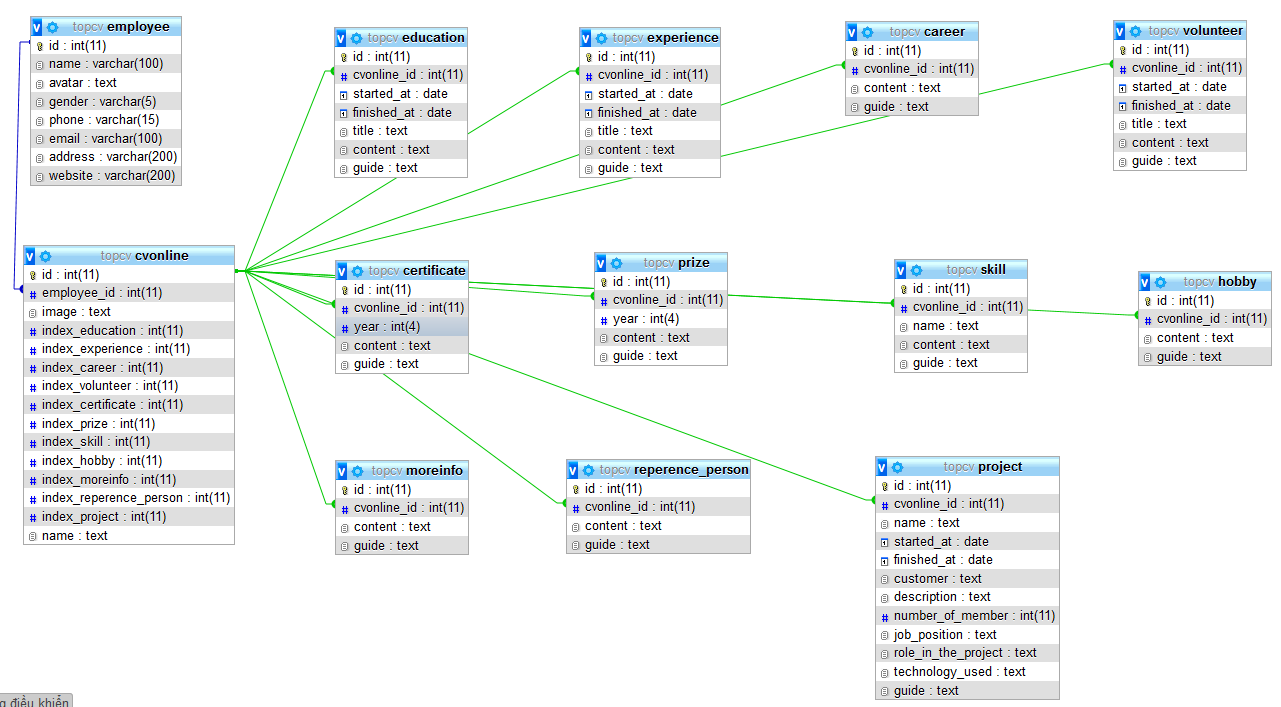 topcv employee
id : int(11)
name : varchar(100)
avatar : text
gender : varchar(5)
phone : varchar(15)
email : varchar(100)
address : varchar(200)
website : varchar(200)
topcv education
id : int(11)
cvonline_id : int(11)
started_at : date
finished_at : date
title : text
content : text
guide : text
topcv experience
id : int(11)
cvonline_id : int(11)
started_at : date
finished_at : date
title : text
content : text
guide : text
topcv career
id : int(11)
cvonline_id : int(11)
content : text
guide : text
topcv volunteer
id : int(11)
cvonline_id : int(11)
started_at : date
finished_at : date
title : text
content : text
guide : text
topcv cvonline
id : int(11)
employee_id : int(11)
image : text
index_education : int(11)
index_experience : int(11)
index_career : int(11)
index_volunteer : int(11)
index_certificate : int(11)
index_prize : int(11)
index_skill : int(11)
index_hobby : int(11)
index_moreinfo : int(11)
index_reperence_person : int(11)
index_project : int(11)
name : text
topcv certificate
id : int(11)
cvonline_id : int(11)
year : int(4)
content : text
guide : text
topcv prize
id : int(11)
cvonline_id : int(11)
year : int(4)
content : text
guide : text
topcv skill
id : int(11)
cvonline_id : int(11)
name : text
content : text
guide : text
topcv hobby
id : int(11)
cvonline_id : int(11)
content : text
guide : text
topcv moreinfo
id : int(11)
cvonline_id : int(11)
content : text
guide : text
topcv reperence_person
id : int(11)
cvonline_id : int(11)
content : text
guide : text
topcv project
id : int(11)
cvonline_id : int(11)
name : text
started_at : date
finished_at : date
customer : text
description : text
number_of_member : int(11)
job_position : text
role_in_the_project : text
technology_used : text
guide : text
g điều khiển